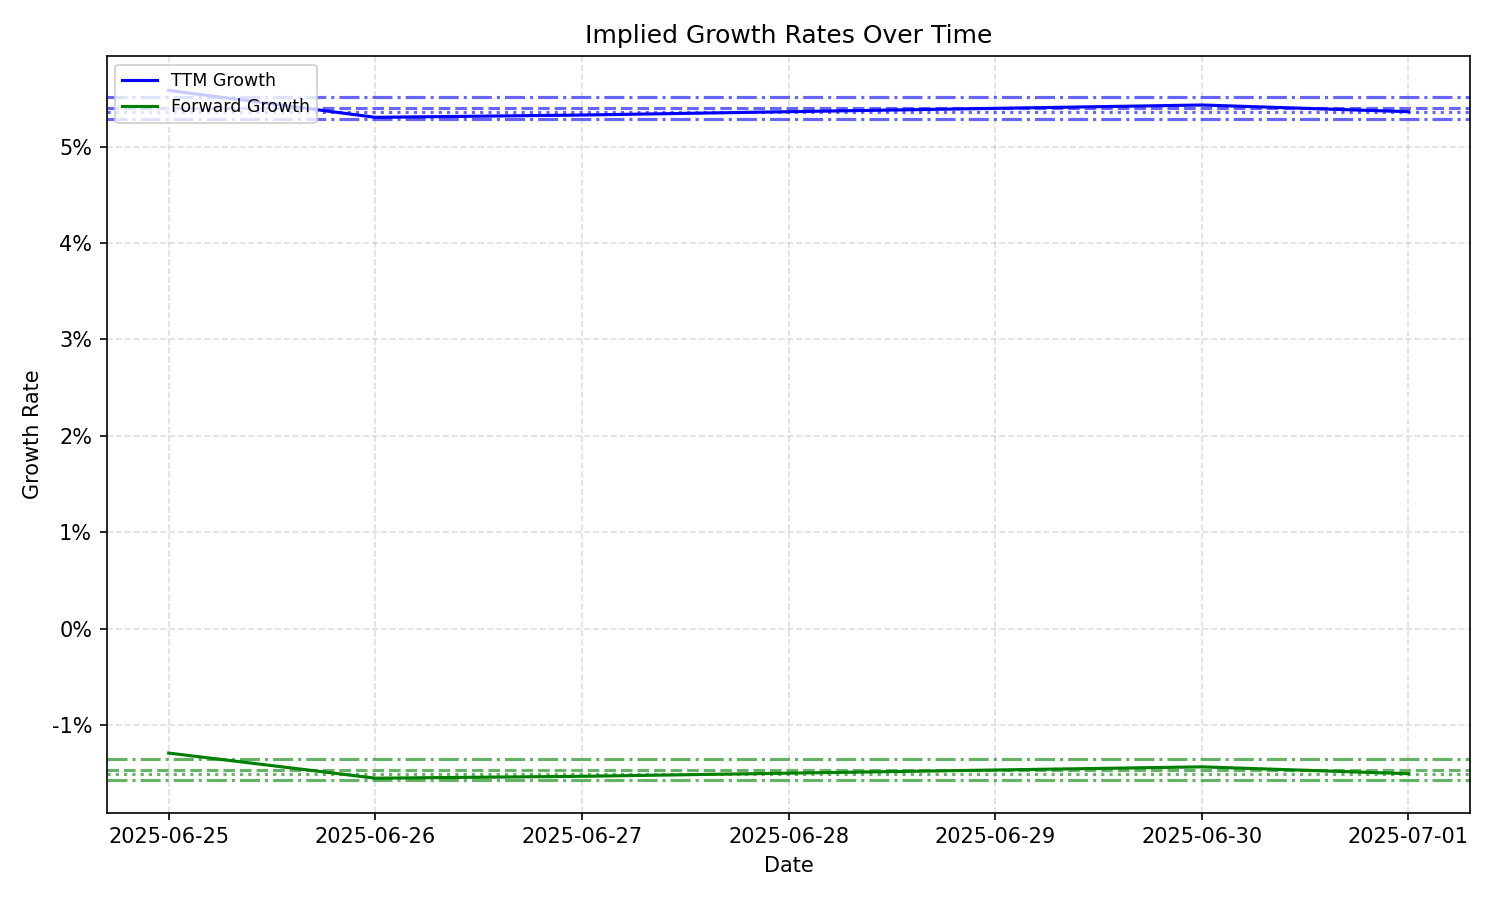 Implied Growth Rates Over Time
TTM Growth
Forward Growth
5%
4%
3%
2%
1%
0%
-1%
Growth Rate
2025-06-25 2025-06-26 2025-06-27 2025-06-28 2025-06-29 2025-06-30 2025-07-01
Date